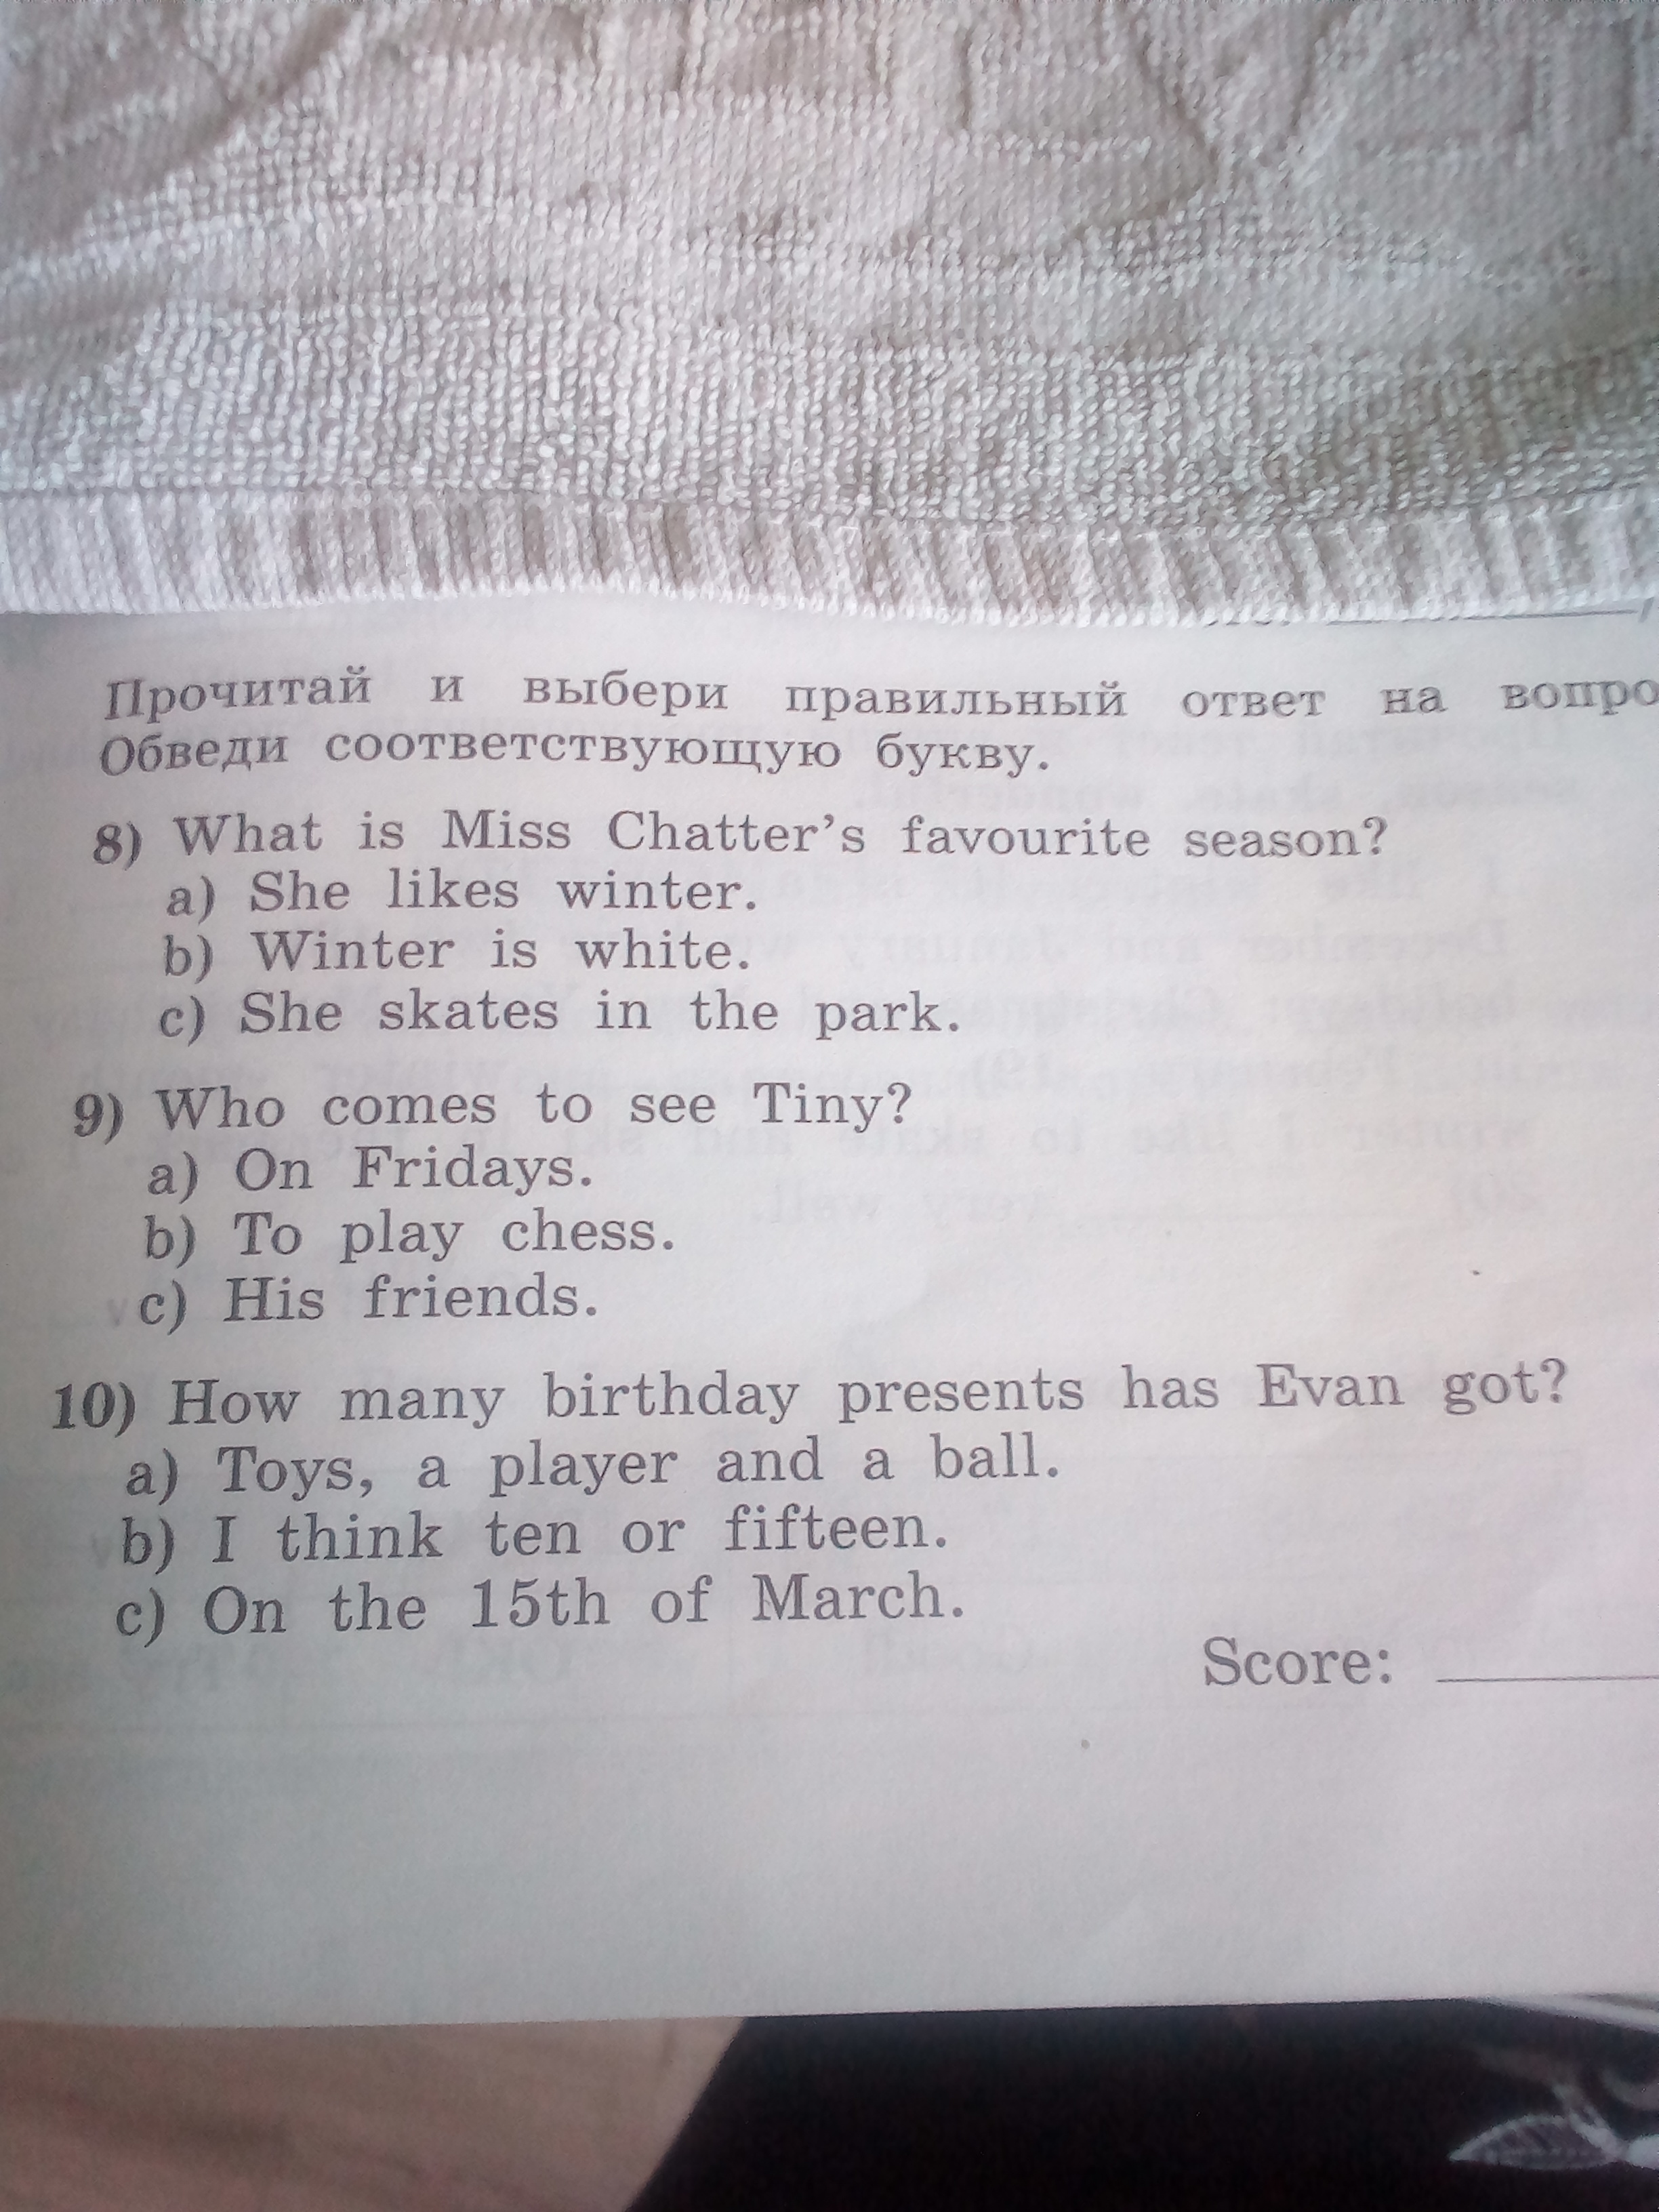 Прочитай и выбери правильный ответ на
Обведи соответствующую букву.
8) What is Miss Chatter's favourite season?
a) She likes winter.
b) Winter is white.
c) She skates in the park.
9) Who comes to see Tiny?
a) On Fridays.
b) To play chess.
c) His friends.
10) How many birthday presents has Evan got?
a) Toys, a player and a ball.
b) I think ten or fifteen.
c) On the 15th of March.
Score: